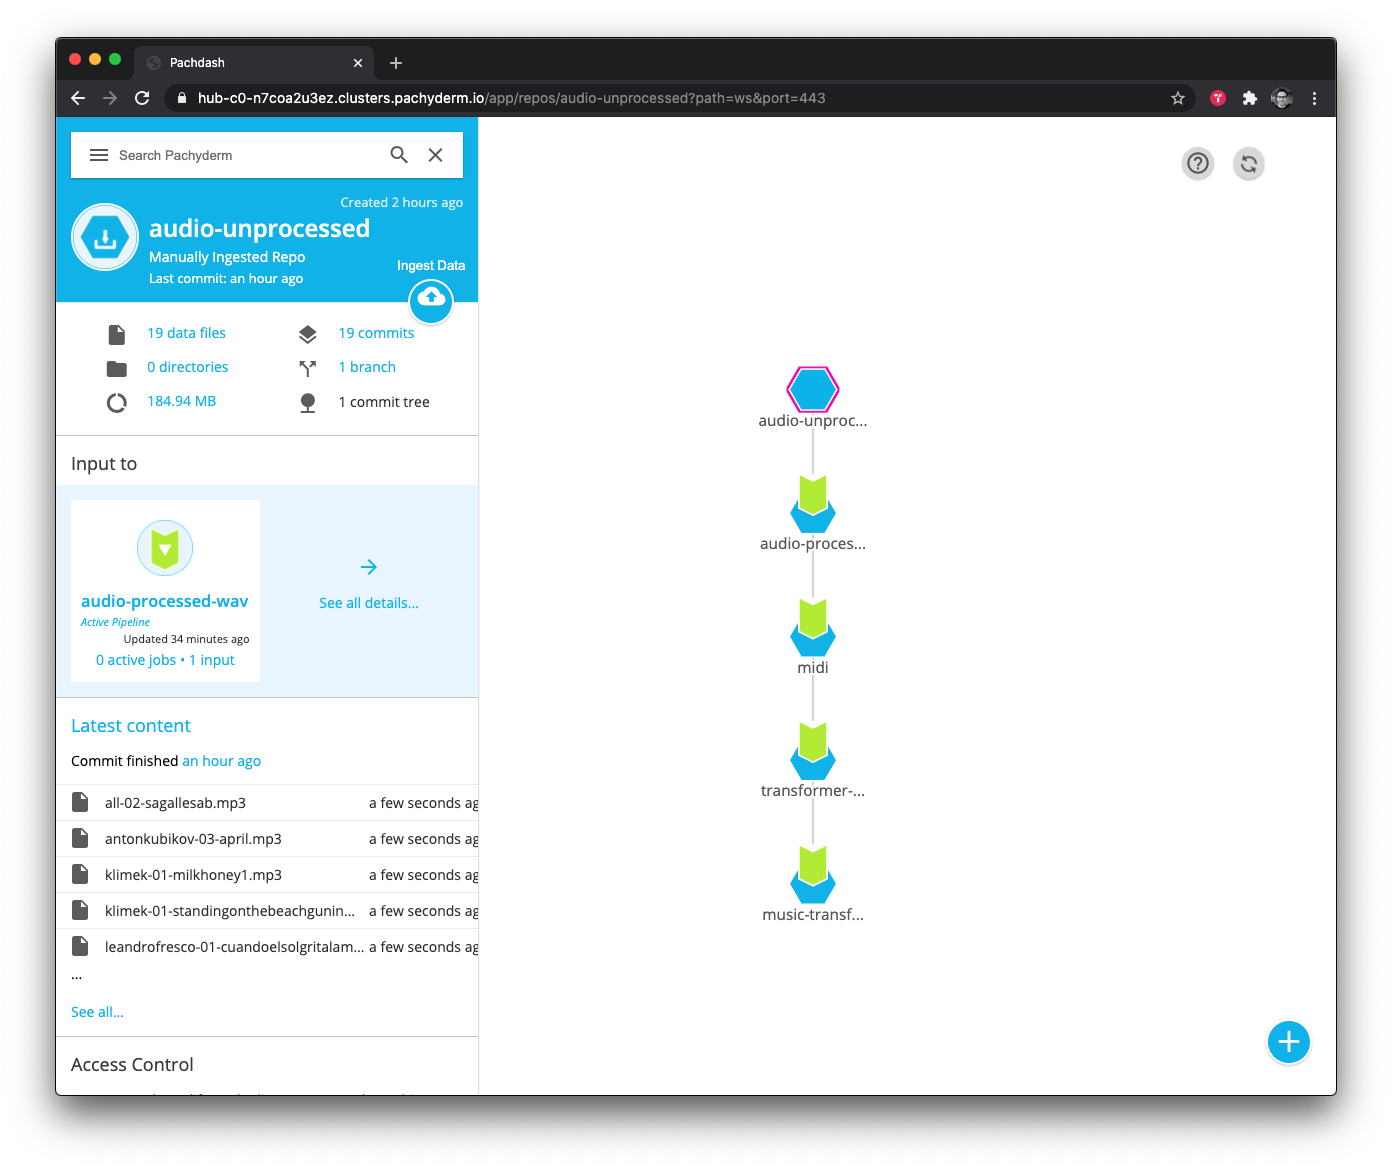 Pachdash
hub-c0-n7coa2u3ez.clusters.pachyderm.io/app/repos/audio-unprocessed?path=ws&port=443
Search Pachyderm
Created 2 hours ago
audio-unprocessed
Manually Ingested Repo
Last commit: an hour ago
Ingest Data
19 data files
19 commits
0 directories
1 branch
184.94 MB
1 commit tree
Input to
audio-processed-wav
Active Pipeline
Updated 34 minutes ago
0 active jobs • 1 input
See all details...
Latest content
Commit finished an hour ago
all-02-sagallesab.mp3 a few seconds ag
antonkubikov-03-april.mp3 a few seconds ag
klimek-01-milkhoney1.mp3 a few seconds ag
klimek-01-standingonthebeachgunin... a few seconds ag
leandrofresco-01-cuandoelsolgritalam... a few seconds ag
...
See all...
Access Control
audio-unproc...
audio-proces...
midi
transformer-...
music-transf...